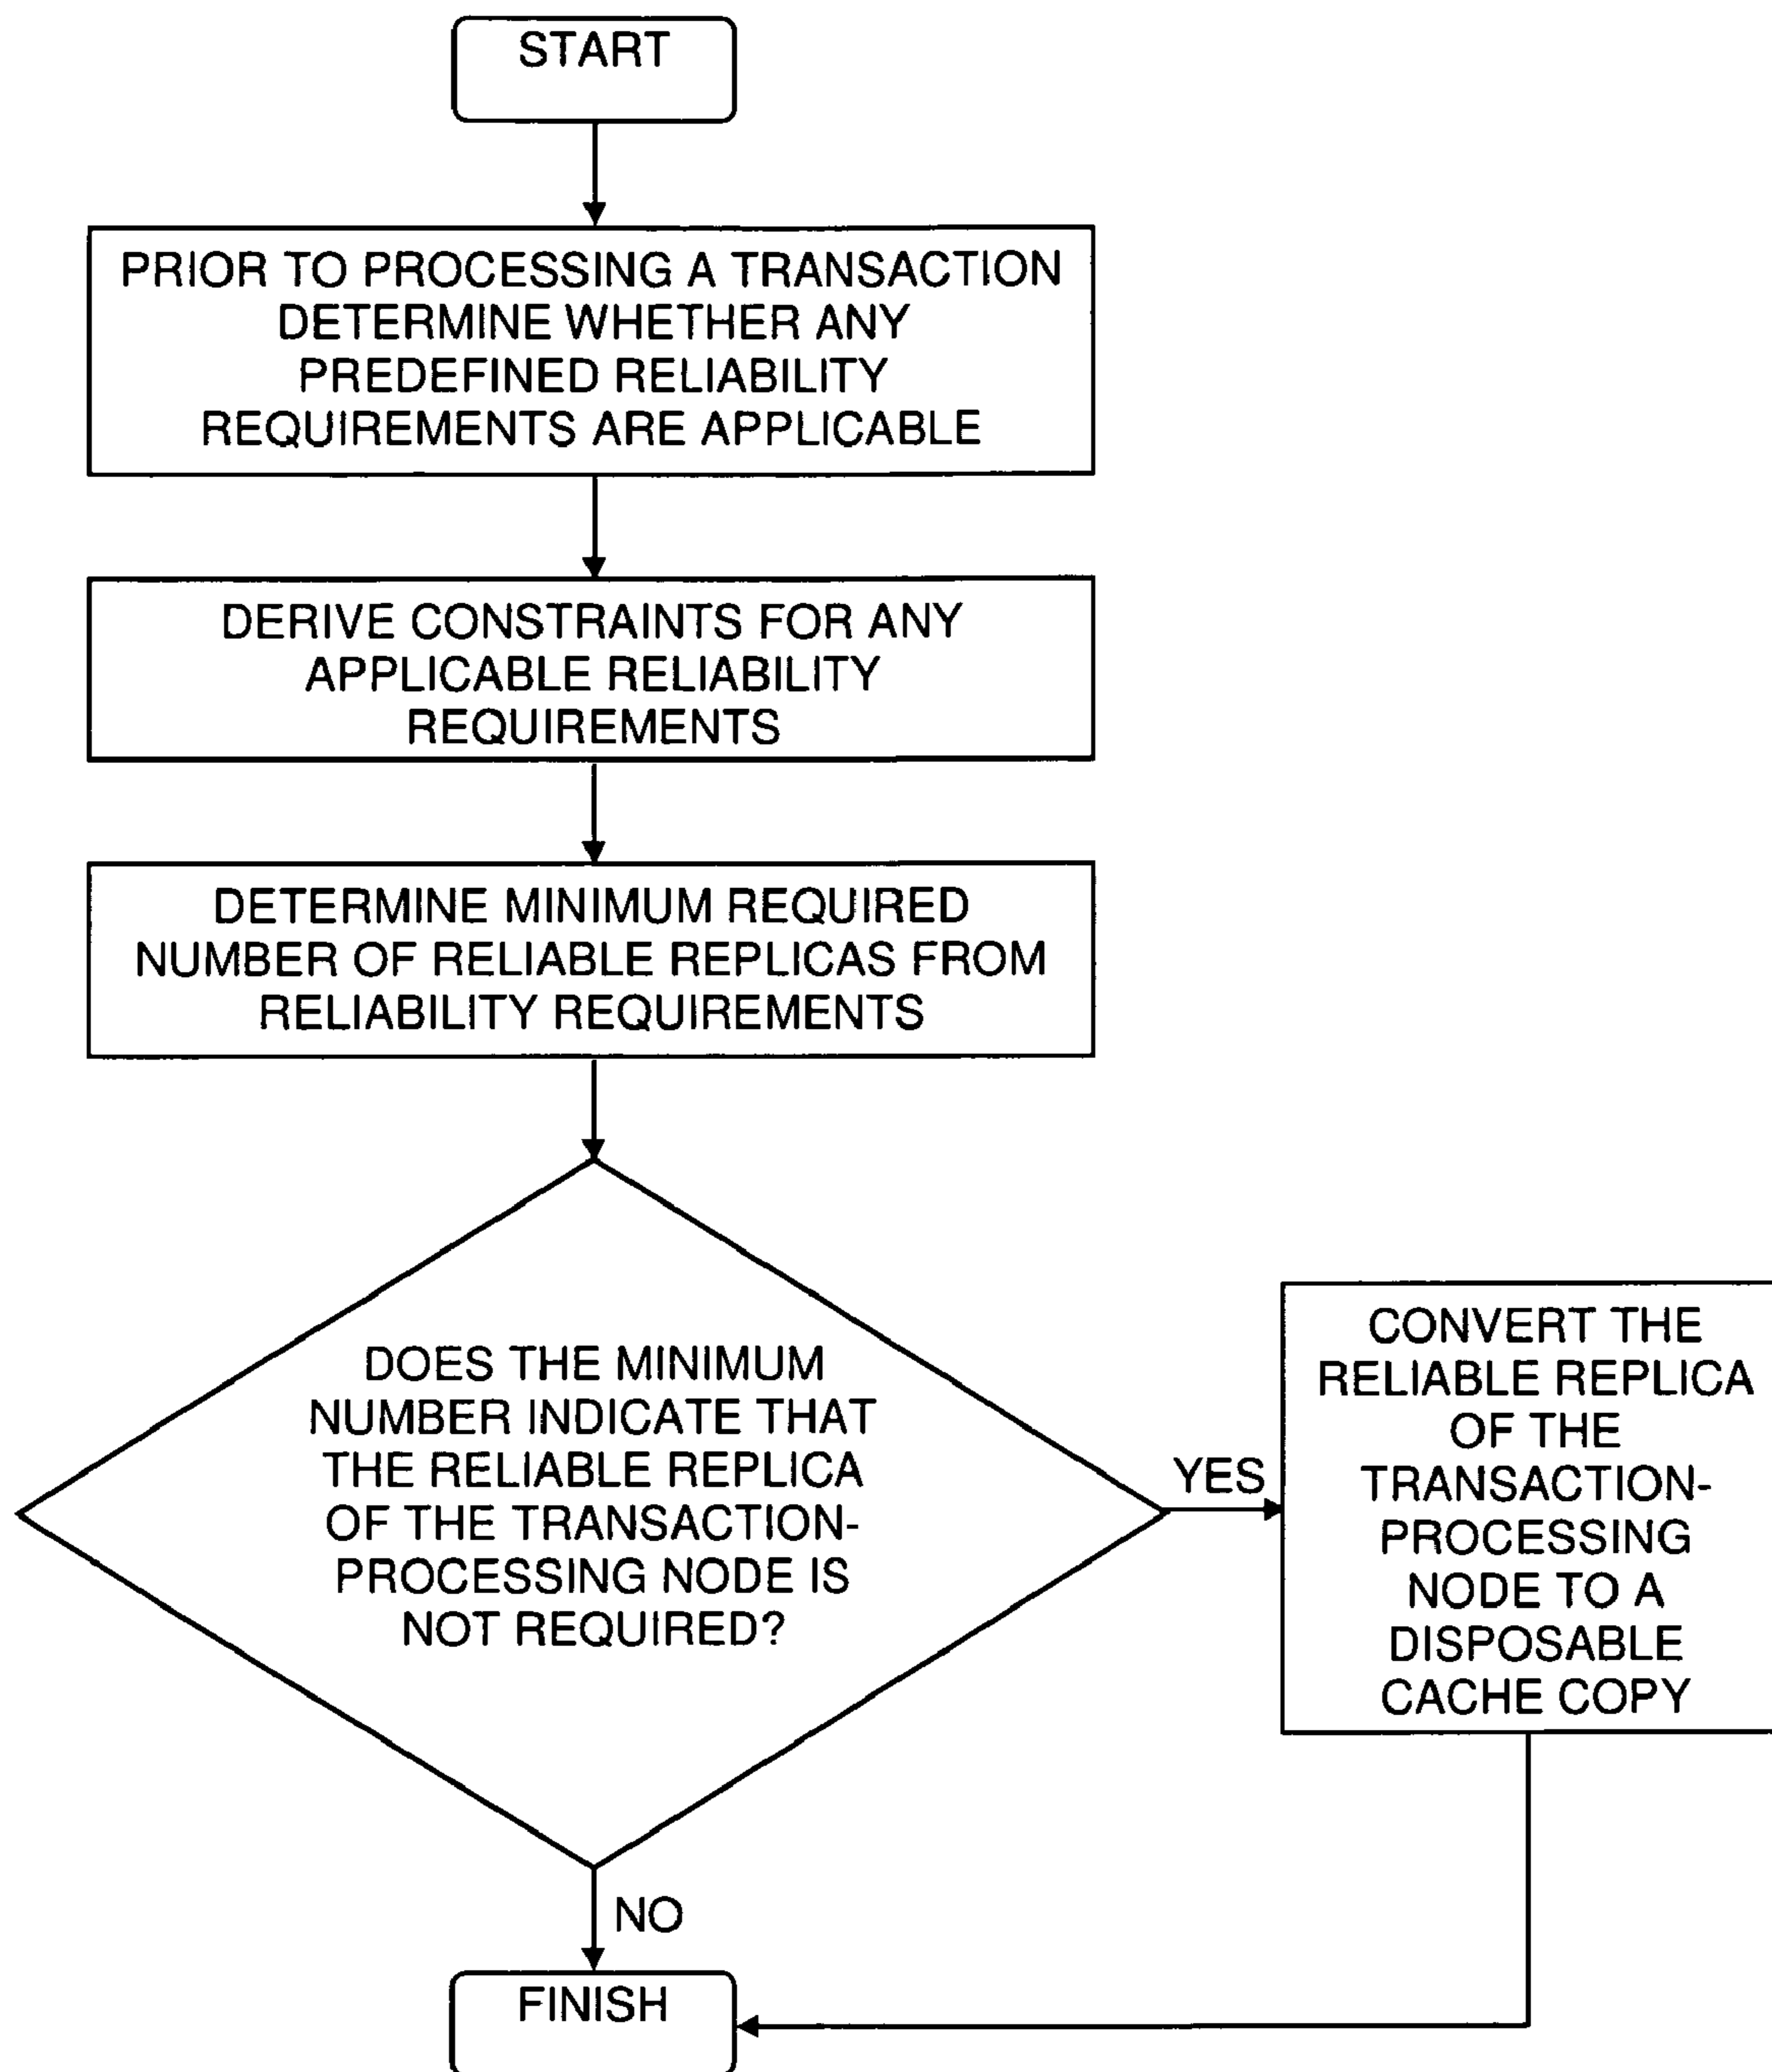 START
PRIOR TO PROCESSING A TRANSACTION
DETERMINE WHETHER ANY
PREDEFINED RELIABILITY
REQUIREMENTS ARE APPLICABLE
DERIVE CONSTRAINTS FOR ANY
APPLICABLE RELIABILITY
REQUIREMENTS
DETERMINE MINIMUM REQUIRED
NUMBER OF RELIABLE REPLICAS FROM
RELIABILITY REQUIREMENTS
DOES THE MINIMUM
NUMBER INDICATE THAT
THE RELIABLE REPLICA
OF THE TRANSACTION-
PROCESSING NODE IS
NOT REQUIRED?
YES
CONVERT THE
RELIABLE REPLICA
OF THE
TRANSACTION-
PROCESSING
NODE TO A
DISPOSABLE
CACHE COPY
NO
FINISH